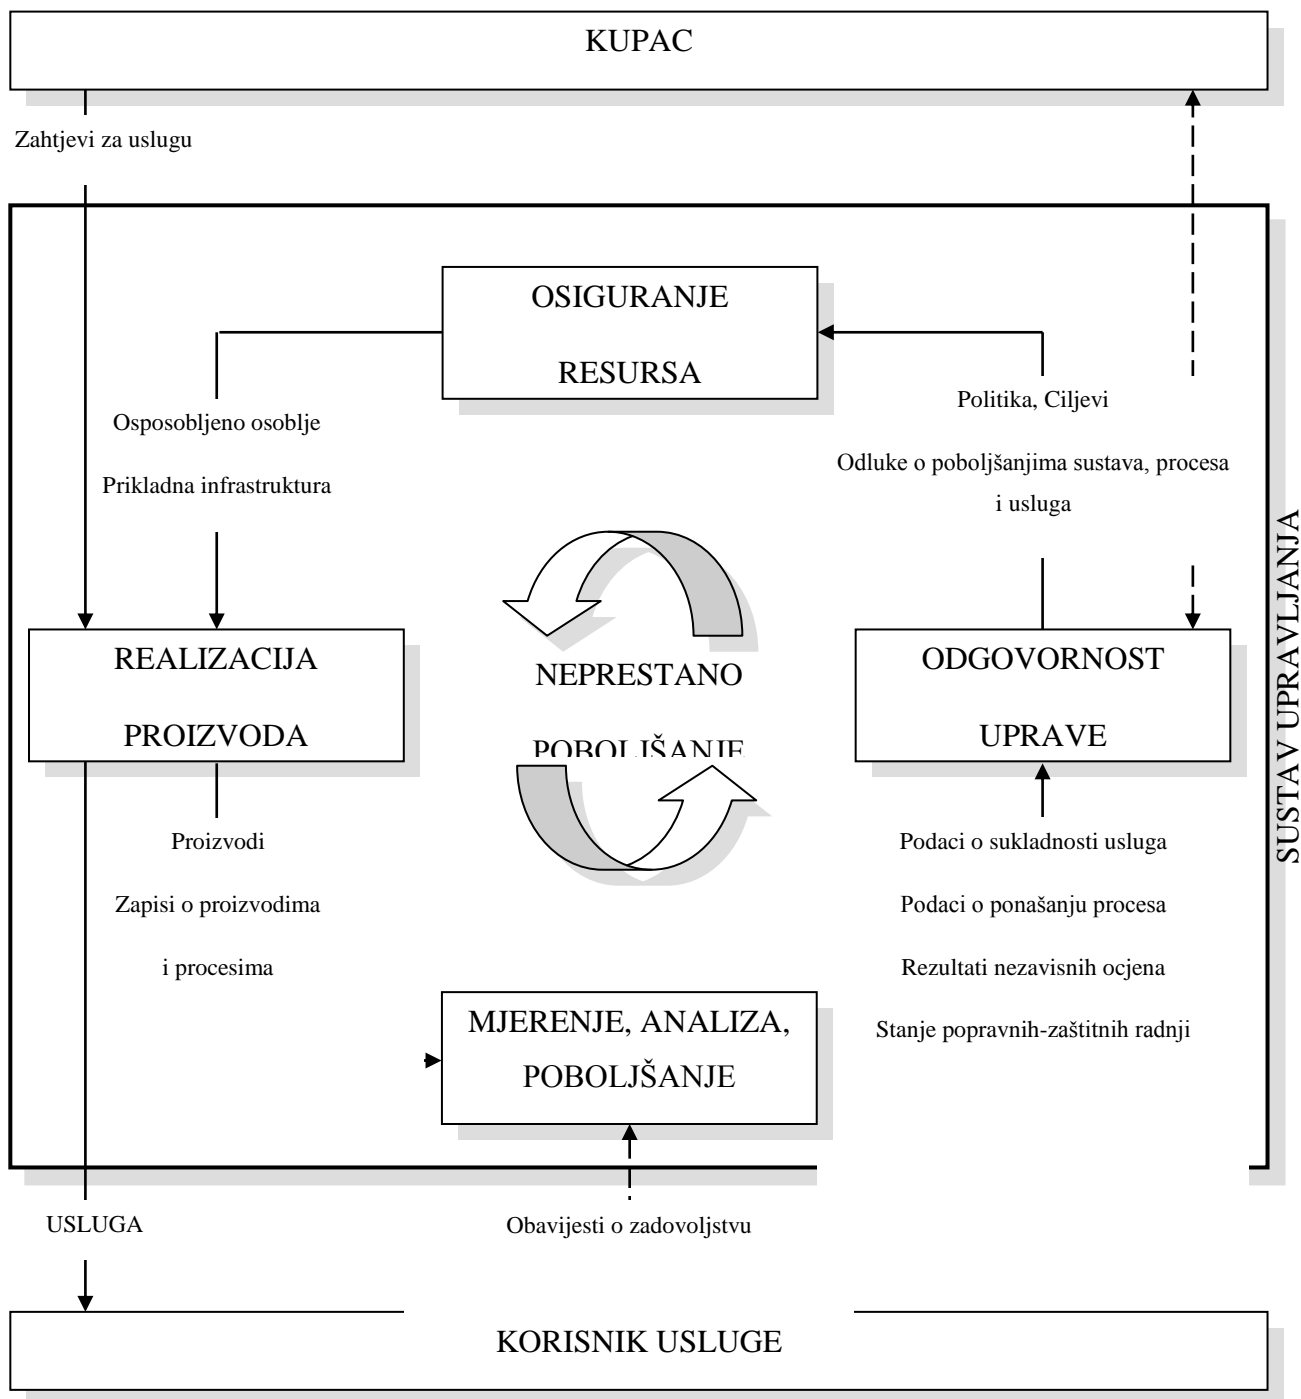 KUPAC
Zahtjevi za uslugu
OSIGURANJE
RESURSA
Osposobljeno osoblje
Prikladna infrastruktura
Politika, Ciljevi
Odluke o poboljšanjima sustava, procesa
i usluga
SUSTAV UPRAVLJANJA
REALIZACIJA
PROIZVODA
NEPRESTANO
POBOLJŠANJE
ODGOVORNOST
UPRAVE
Proizvodi
Zapisi o proizvodima
i procesima
Podaci o sukladnosti usluga
Podaci o ponašanju procesa
Rezultati nezavisnih ocjena
Stanje popravnih-zaštitnih radnji
MJERENJE, ANALIZA,
POBOLJŠANJE
USLUGA
Obavijesti o zadovoljstvu
KORISNIK USLUGE